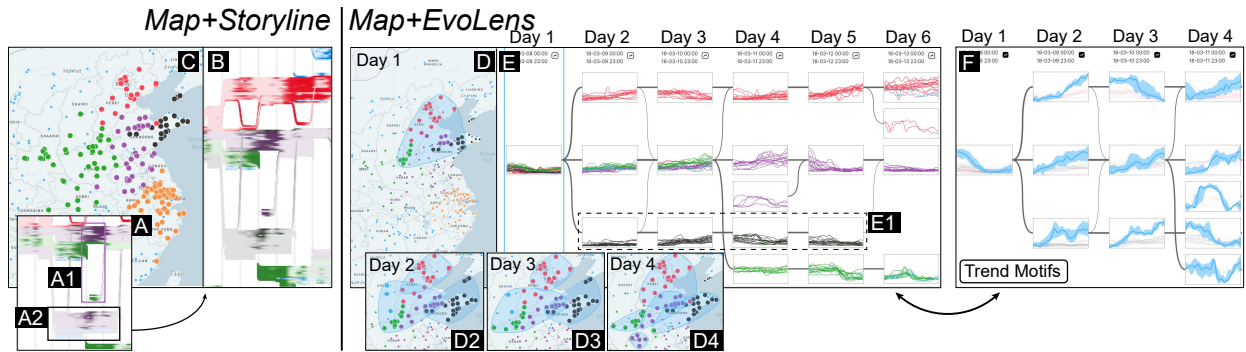 Map+Storyline
Map+EvoLens
C
B
A
A1
A2
Day 1
D
E
Day 1 Day 2 Day 3 Day 4 Day 5 Day 6
18-03-09 00:00
18-03-09 23:00
18-03-10 00:00
18-03-10 23:00
18-03-11 00:00
18-03-11 23:00
18-03-12 00:00
18-03-12 23:00
18-03-13 00:00
18-03-13 23:00
E1
Day 2
D2
Day 3
D3
Day 4
D4
F
Day 1 Day 2 Day 3 Day 4
18-03-09 00:00
18-03-09 23:00
18-03-10 00:00
18-03-10 23:00
18-03-11 00:00
18-03-11 23:00
Trend Motifs